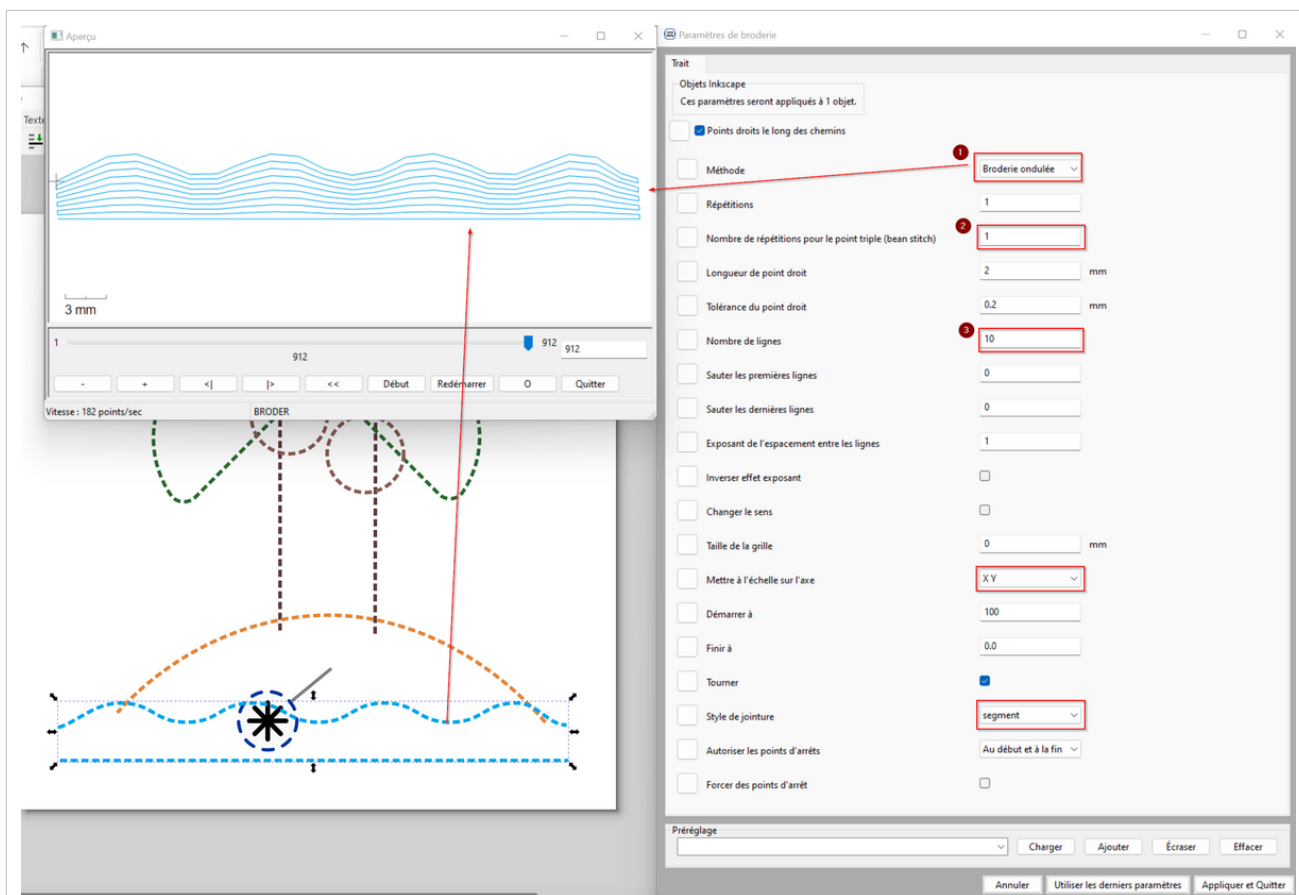 Aperçu
Texte
3 mm
1
912
912
912
-
+
<|
|>
<<
Début
Redémarrer
O
Quitter
Vitesse : 182 points/sec
BRODER
Paramètres de broderie
Trait
Objets Inkscape
Ces paramètres seront appliqués à 1 objet.
Points droits le long des chemins
1
Méthode
Broderie ondulée
Répétitions
1
2
Nombre de répétitions pour le point triple (bean stitch)
1
Longueur de point droit
2
mm
Tolérance du point droit
0.2
mm
3
Nombre de lignes
10
Sauter les premières lignes
0
Sauter les dernières lignes
0
Exposant de l'espacement entre les lignes
1
Inverser effet exposant
Changer le sens
Taille de la grille
0
mm
Mettre à l'échelle sur l'axe
X Y
Démarrer à
100
Finir à
0.0
Tourner
Style de jointure
segment
Autoriser les points d'arrêts
Au début et à la fin
Forcer des points d'arrêt
Préréglage
Charger
Ajouter
Écraser
Effacer
Annuler
Utiliser les derniers paramètres
Appliquer et Quitter